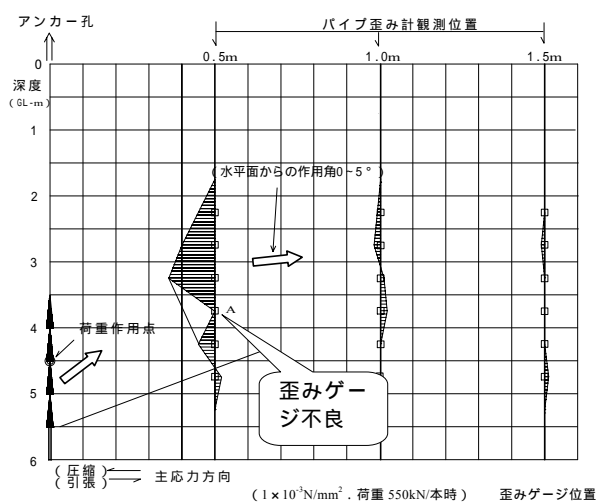 アンカー孔
パイプ歪み計観測位置
0.5m
1.0m
1.5m
0
深度
(GL-m)
1
(水平面からの作用角0~5°)
2
3
A
荷重作用点
4
歪みゲー
ジ不良
5
6
(圧縮)
(引張)
主応力方向
(1×10⁻³N/mm². 荷重 550kN/本時)
歪みゲージ位置